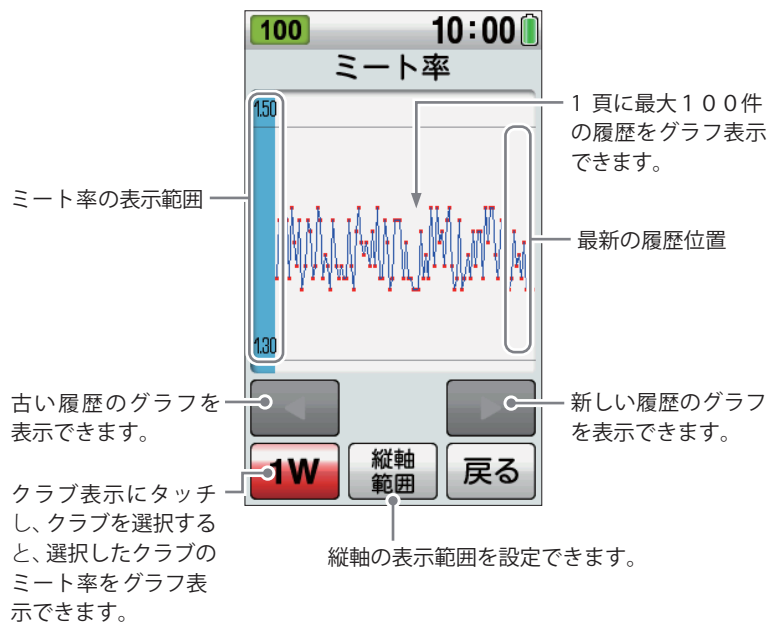 100
10:00
ミート率
1.50
1.30
ミート率の表示範囲
1 頁に最大１００件
の履歴をグラフ表示
できます。
最新の履歴位置
古い履歴のグラフを
表示できます。
新しい履歴のグラフ
を表示できます。
1W
縦軸
範囲
戻る
クラブ表示にタッチ
し、クラブを選択する
と、選択したクラブの
ミート率をグラフ表
示できます。
縦軸の表示範囲を設定できます。